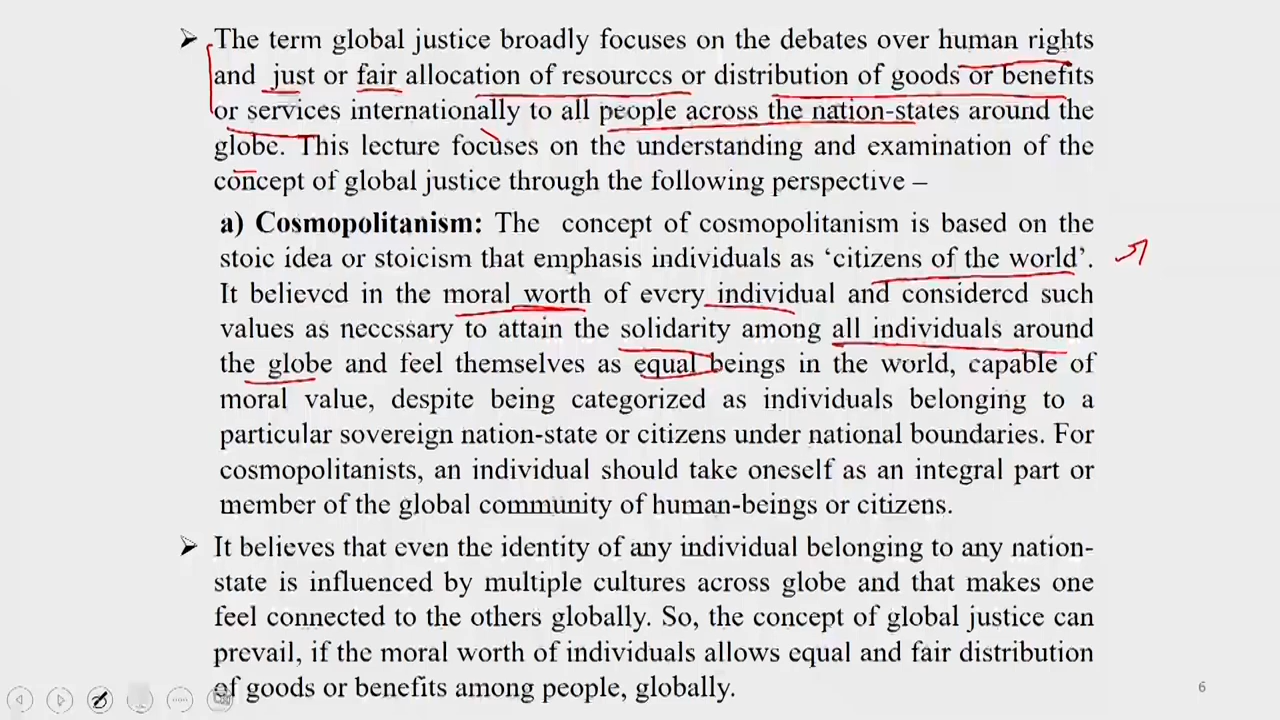 ➢ The term global justice broadly focuses on the debates over human rights
and just or fair allocation of resources or distribution of goods or benefits
or services internationally to all people across the nation-states around the
globe. This lecture focuses on the understanding and examination of the
concept of global justice through the following perspective –
a) Cosmopolitanism: The concept of cosmopolitanism is based on the
stoic idea or stoicism that emphasis individuals as ‘citizens of the world’.
It believed in the moral worth of every individual and considered such
values as necessary to attain the solidarity among all individuals around
the globe and feel themselves as equal beings in the world, capable of
moral value, despite being categorized as individuals belonging to a
particular sovereign nation-state or citizens under national boundaries. For
cosmopolitanists, an individual should take oneself as an integral part or
member of the global community of human-beings or citizens.
➢ It believes that even the identity of any individual belonging to any nation-
state is influenced by multiple cultures across globe and that makes one
feel connected to the others globally. So, the concept of global justice can
prevail, if the moral worth of individuals allows equal and fair distribution
of goods or benefits among people, globally.
6